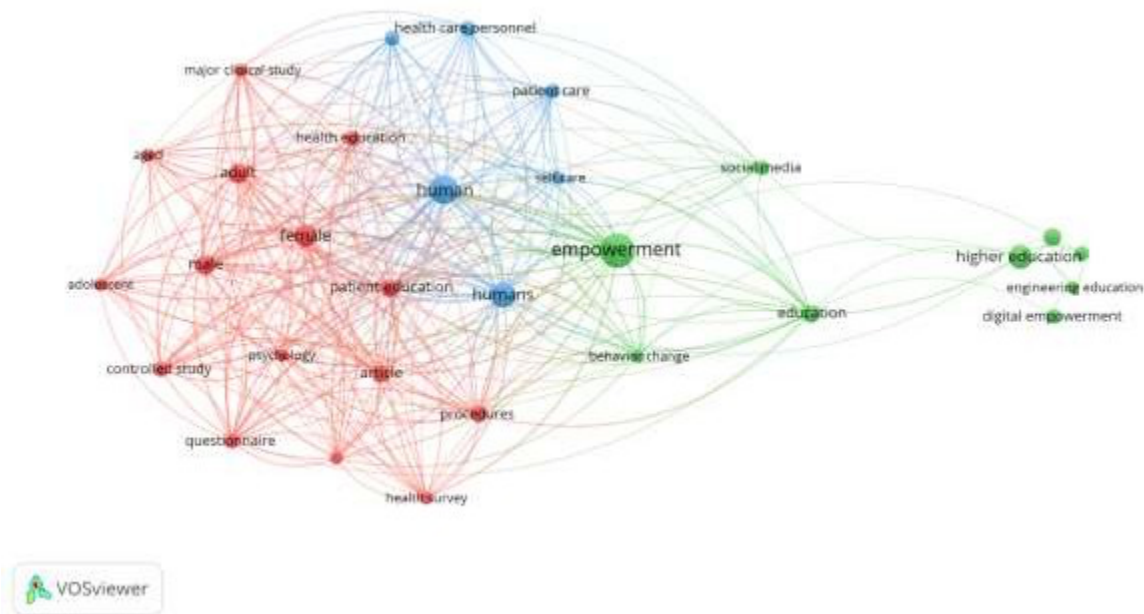 health care personnel
major clinical study
patient care
health education
aged
adult
social media
self care
human
female
empowerment
male
higher education
adolescent
patient education
humans
engineering education
education
digital empowerment
psychology
behavior change
controlled study
article
procedures
questionnaire
health survey
VOSviewer